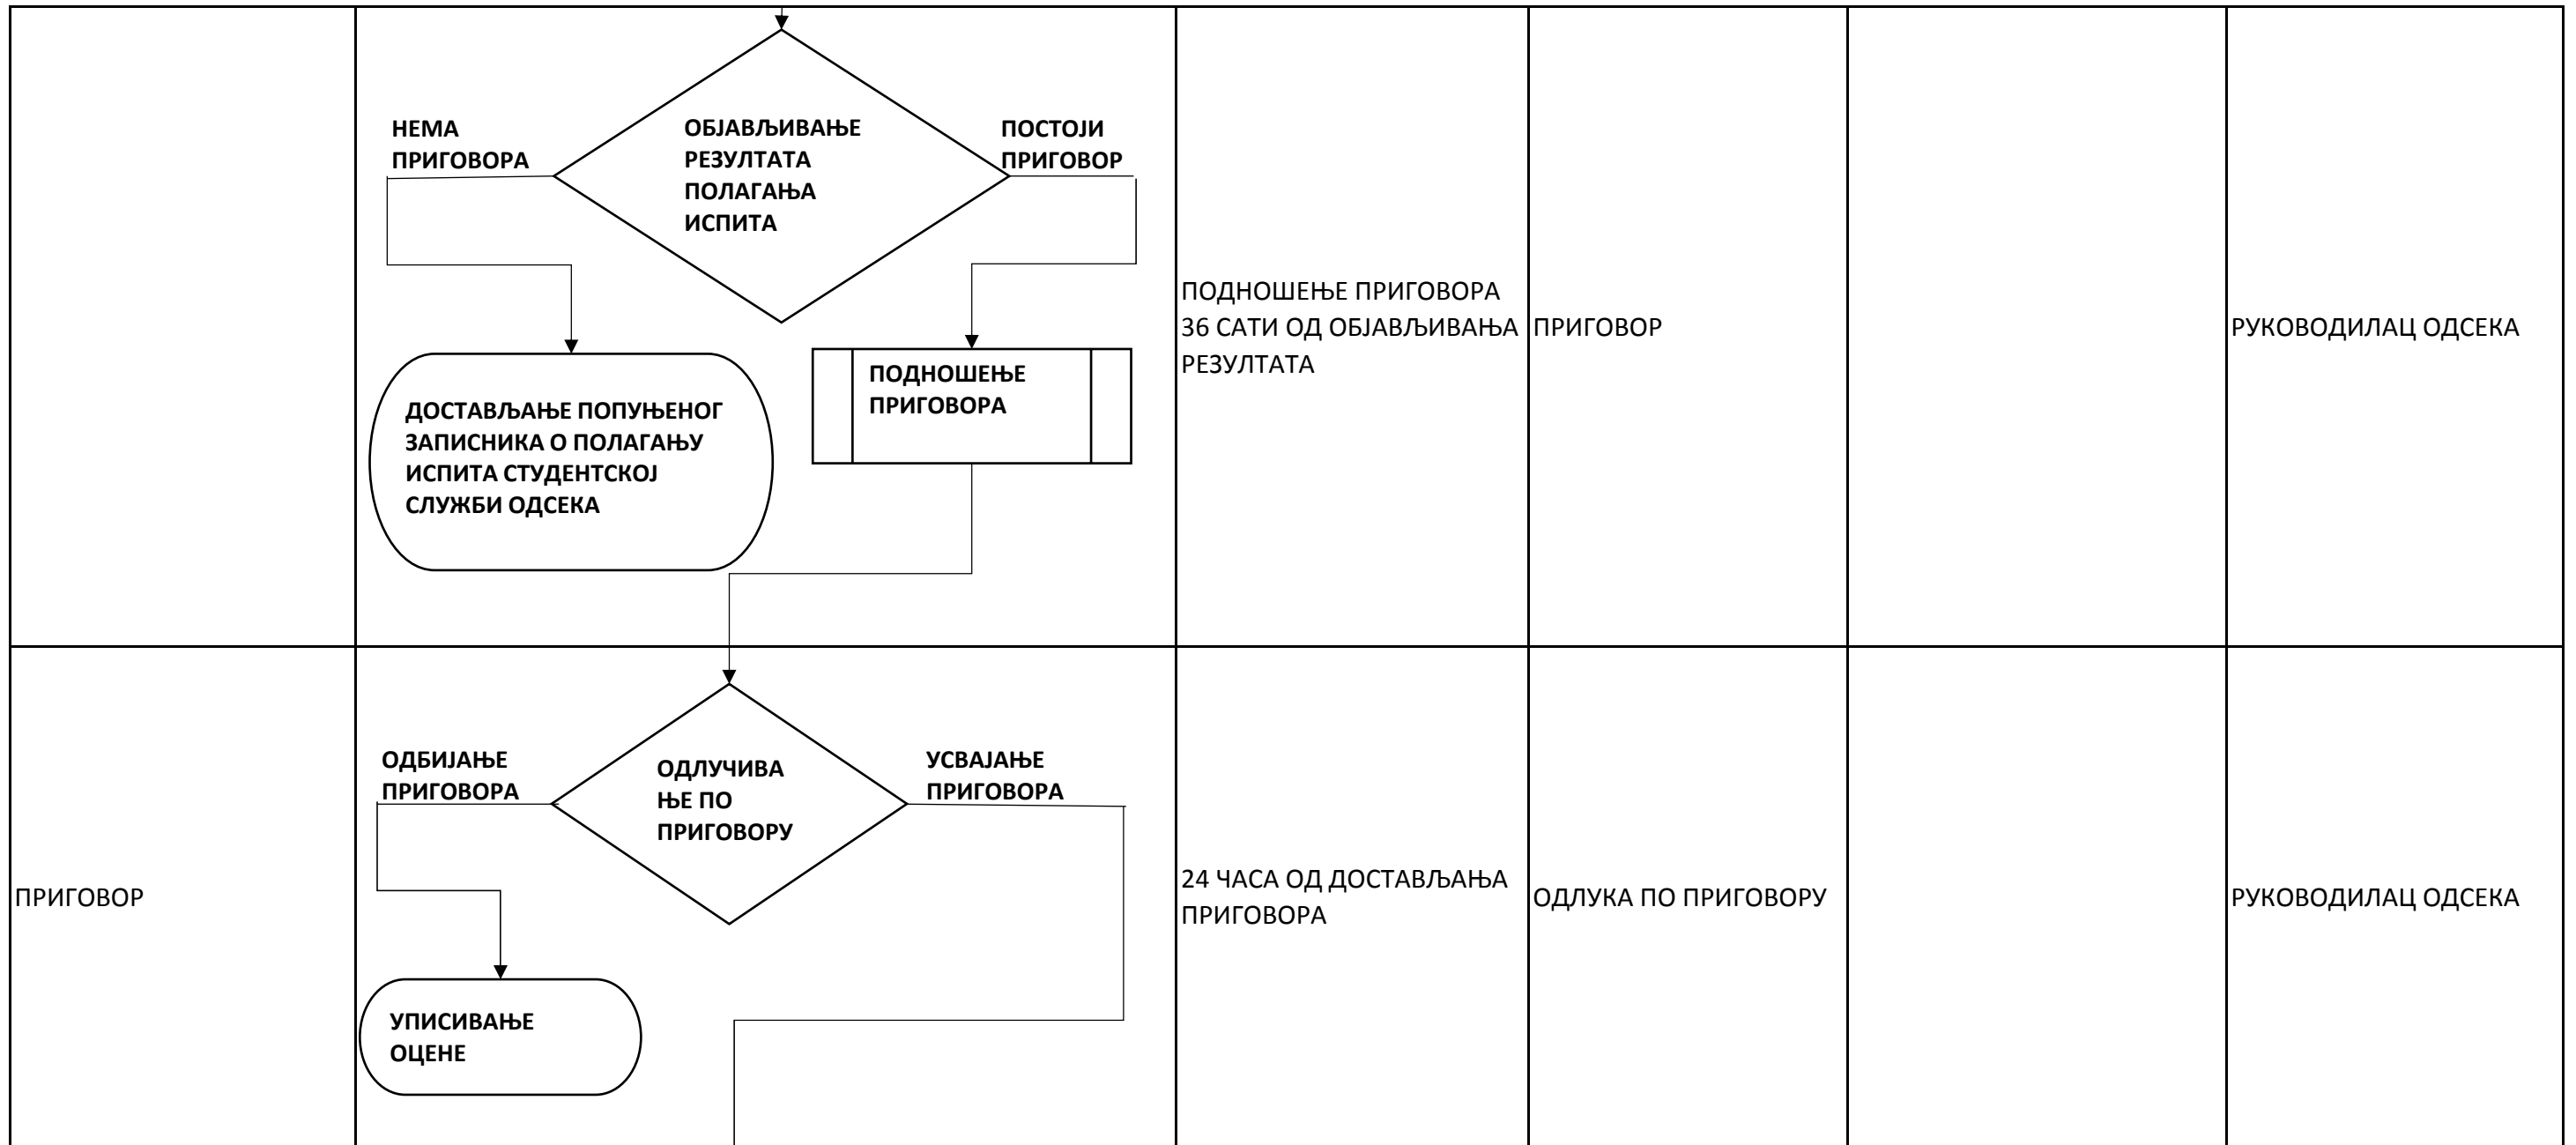 НЕМА
ПРИГОВОРА
ОБЈАВЉИВАЊЕ
РЕЗУЛТАТА
ПОЛАГАЊА
ИСПИТА
ПОСТОЈИ
ПРИГОВОР
ДОСТАВЉАЊЕ ПОПУЊЕНОГ
ЗАПИСНИКА О ПОЛАГАЊУ
ИСПИТА СТУДЕНТСКОЈ
СЛУЖБИ ОДСЕКА
ПОДНОШЕЊЕ
ПРИГОВОРА
ПОДНОШЕЊЕ ПРИГОВОРА
36 САТИ ОД ОБЈАВЉИВАЊА
РЕЗУЛТАТА
ПРИГОВОР
РУКОВОДИЛАЦ ОДСЕКА
ПРИГОВОР
ОДБИЈАЊЕ
ПРИГОВОРА
ОДЛУЧИВА
ЊЕ ПО
ПРИГОВОРУ
УСВАЈАЊЕ
ПРИГОВОРА
УПИСИВАЊЕ
ОЦЕНЕ
24 ЧАСА ОД ДОСТАВЉАЊА
ПРИГОВОРА
ОДЛУКА ПО ПРИГОВОРУ
РУКОВОДИЛАЦ ОДСЕКА